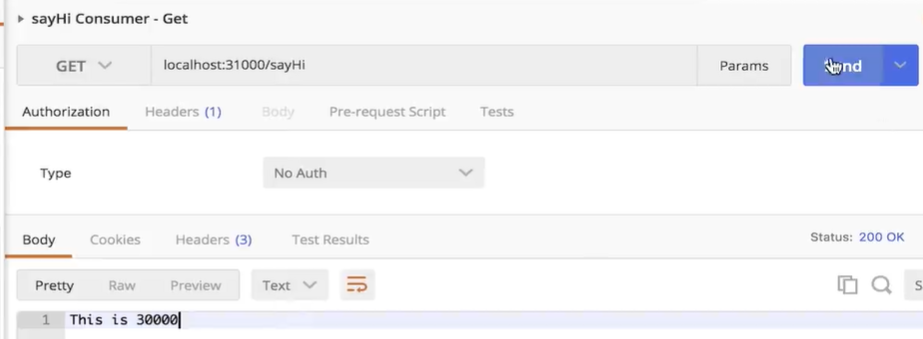 sayHi Consumer - Get
GET localhost:31000/sayHi Params
Authorization Headers (1) Body Pre-request Script Tests
Type No Auth
Body Cookies Headers (3) Test Results Status: 200 OK
Pretty Raw Preview Text
1 This is 30000